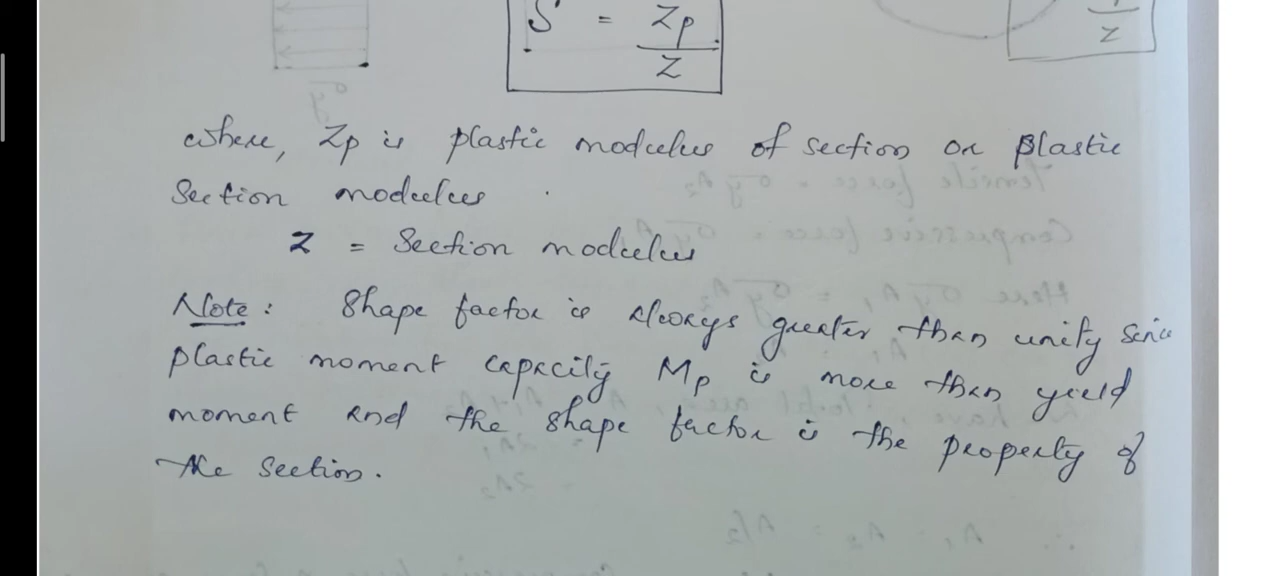 S = Zp / Z
Z
σy
where, Zp is plastic modulus of section or plastic
Section modulus
Z = Section modulus
Note: Shape factor is always greater than unity since
plastic moment capacity Mp is more than yield
moment and the shape factor is the property of
the section.